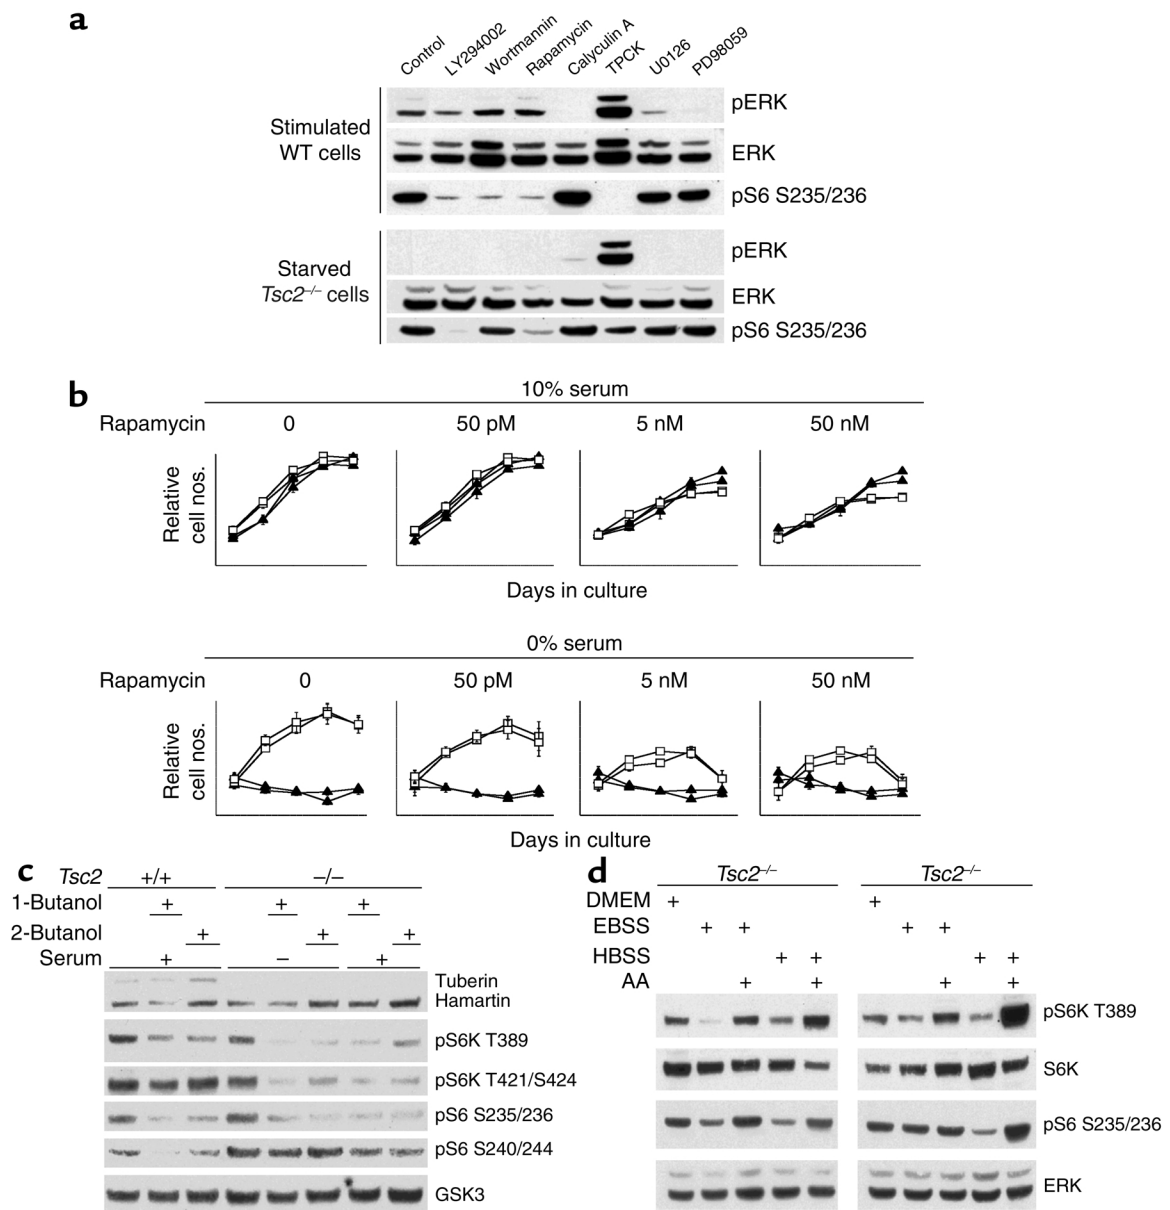 a
Control LY294002 Wortmannin Rapamycin Calyculin A TPCK U0126 PD98059
Stimulated
WT cells
pERK
ERK
pS6 S235/236
Starved
Tsc2–/– cells
pERK
ERK
pS6 S235/236
b
10% serum
Rapamycin 0 50 pM 5 nM 50 nM
Relative
cell nos.
Days in culture
0% serum
Rapamycin 0 50 pM 5 nM 50 nM
Relative
cell nos.
Days in culture
c
Tsc2 +/+ –/–
1-Butanol + + +
2-Butanol + + +
Serum + – +
Tuberin
Hamartin
pS6K T389
pS6K T421/S424
pS6 S235/236
pS6 S240/244
GSK3
d
Tsc2–/– Tsc2–/–
DMEM + +
EBSS + + + +
HBSS + + + +
AA + + + +
pS6K T389
S6K
pS6 S235/236
ERK